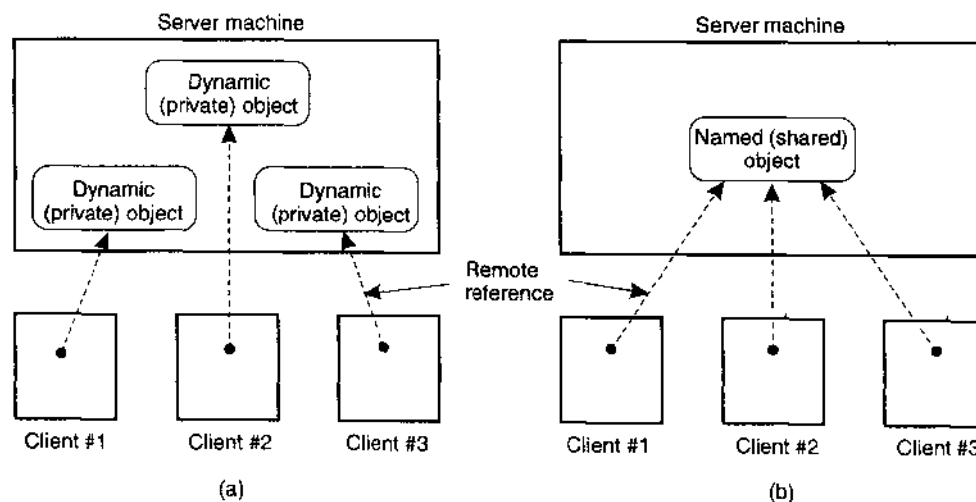 Server machine
Dynamic
(private) object
Dynamic
(private) object
Dynamic
(private) object
Client #1
Client #2
Client #3
(a)
Remote
reference
Server machine
Named (shared)
object
Client #1
Client #2
Client #3
(b)